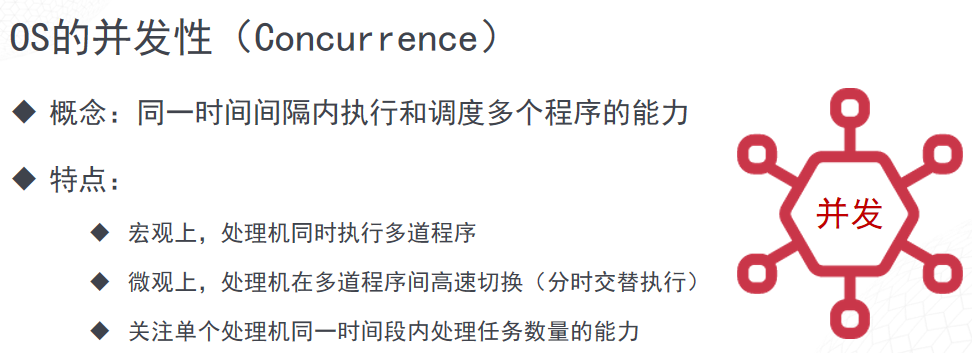 OS的并发性（Concurrence）
◆ 概念：同一时间间隔内执行和调度多个程序的能力
◆ 特点：
◆ 宏观上，处理机同时执行多道程序
◆ 微观上，处理机在多道程序间高速切换（分时交替执行）
◆ 关注单个处理机同一时间段内处理任务数量的能力
并发